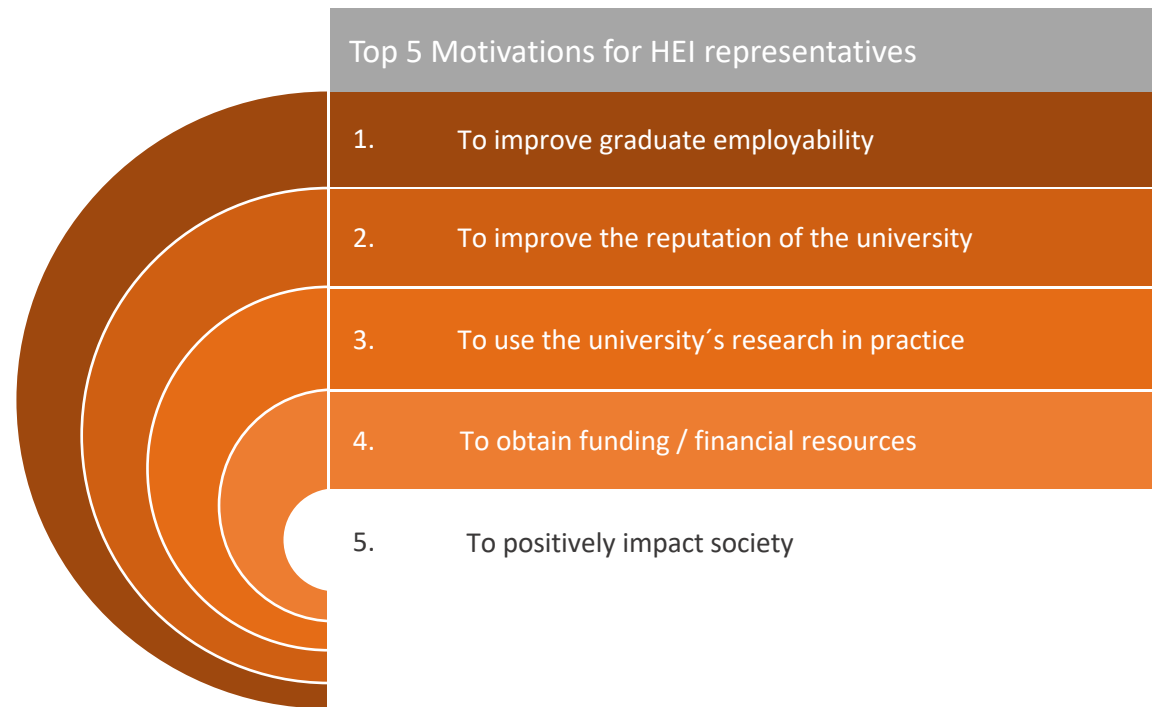 Top 5 Motivations for HEI representatives
1. To improve graduate employability
2. To improve the reputation of the university
3. To use the university´s research in practice
4. To obtain funding / financial resources
5. To positively impact society